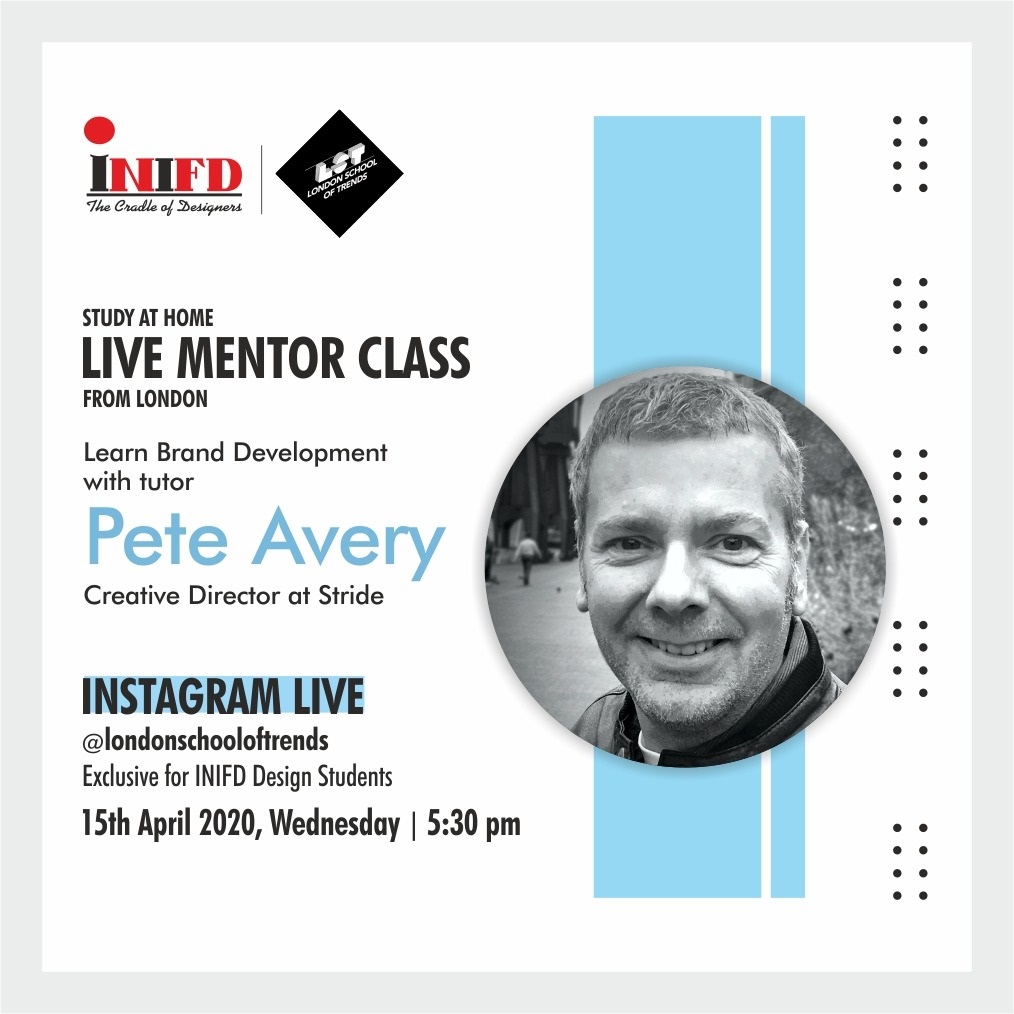 INIFD
The Cradle of Designers
LST
LONDON SCHOOL
OF TRENDS
STUDY AT HOME
LIVE MENTOR CLASS
FROM LONDON
Learn Brand Development
with tutor
Pete Avery
Creative Director at Stride
INSTAGRAM LIVE
@londonschooloftrends
Exclusive for INIFD Design Students
15th April 2020, Wednesday | 5:30 pm